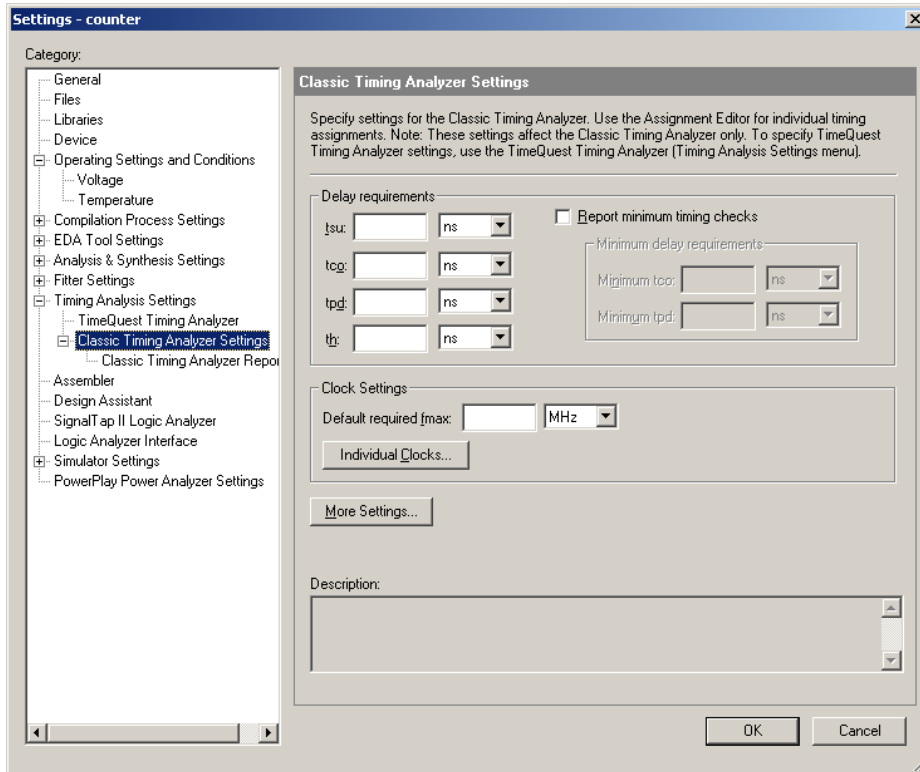 Settings - counter
Category:
General
Files
Libraries
Device
Operating Settings and Conditions
Voltage
Temperature
Compilation Process Settings
EDA Tool Settings
Analysis & Synthesis Settings
Fitter Settings
Timing Analysis Settings
TimeQuest Timing Analyzer
Classic Timing Analyzer Settings
Classic Timing Analyzer Repor
Assembler
Design Assistant
SignalTap II Logic Analyzer
Logic Analyzer Interface
Simulator Settings
PowerPlay Power Analyzer Settings
Classic Timing Analyzer Settings
Specify settings for the Classic Timing Analyzer. Use the Assignment Editor for individual timing
assignments. Note: These settings affect the Classic Timing Analyzer only. To specify TimeQuest
Timing Analyzer settings, use the TimeQuest Timing Analyzer (Timing Analysis Settings menu).
Delay requirements
tsu: ns
tco: ns
tpd: ns
th: ns
Report minimum timing checks
Minimum delay requirements
Minimum tco: ns
Minimum tpd: ns
Clock Settings
Default required fmax: MHz
Individual Clocks...
More Settings...
Description:
OK Cancel